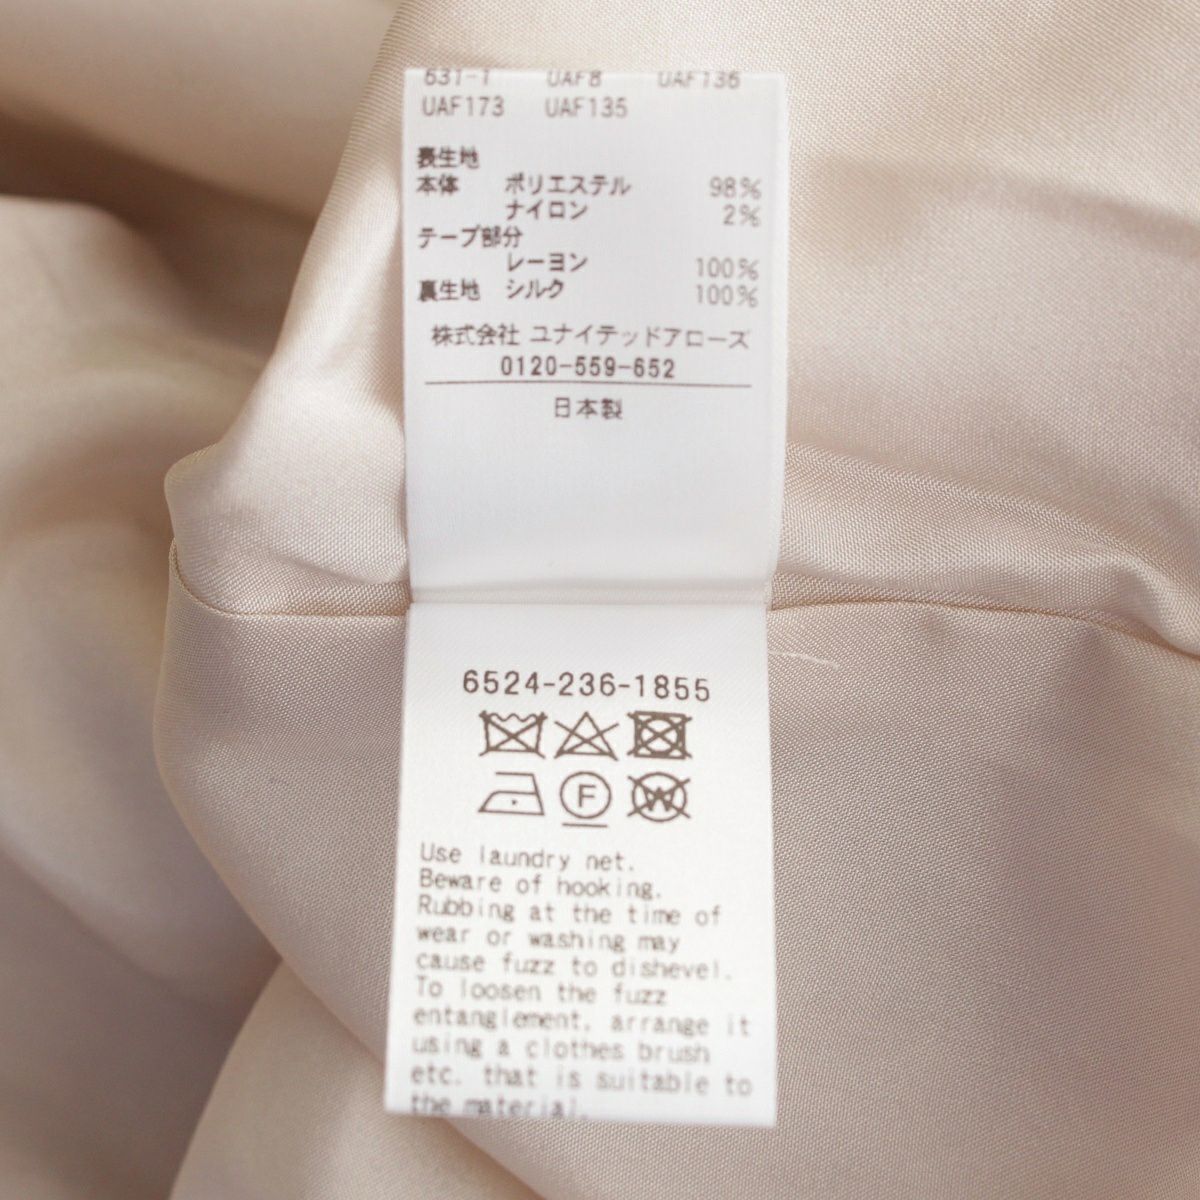 631-1 UAF8 UAF136
UAF173 UAF135
表生地
本体 ポリエステル 98%
ナイロン 2%
テープ部分
レーヨン 100%
裏生地 シルク 100%
株式会社 ユナイテッドアローズ
0120-559-652
日本製
6524-236-1855
F
W
Use laundry net.
Beware of hooking.
Rubbing at the time of
wear or washing may
cause fuzz to dishevel.
To loosen the fuzz
entanglement, arrange it
using a clothes brush
etc. that is suitable to
the material.